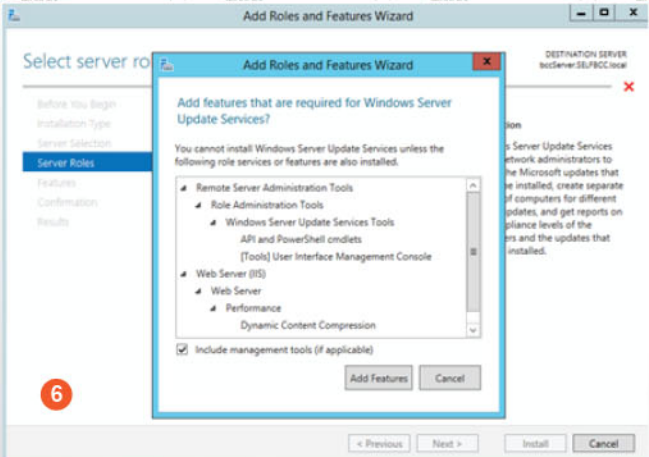 Add Roles and Features Wizard
Select server ro
DESTINATION SERVER
bccServer.SELFBCC.local
Before You Begin
Installation Type
Server Selection
Server Roles
Features
Confirmation
Results
Add Roles and Features Wizard
Add features that are required for Windows Server
Update Services?
You cannot install Windows Server Update Services unless the
following role services or features are also installed.
Remote Server Administration Tools
Role Administration Tools
Windows Server Update Services Tools
API and PowerShell cmdlets
[Tools] User Interface Management Console
Web Server (IIS)
Web Server
Performance
Dynamic Content Compression
Include management tools (if applicable)
Add Features
Cancel
ion
s Server Update Services
etwork administrators to
he Microsoft updates that
be installed, create separate
of computers for different
pdates, and get reports on
pliance levels of the
ers and the updates that
installed.
6
< Previous
Next >
Install
Cancel